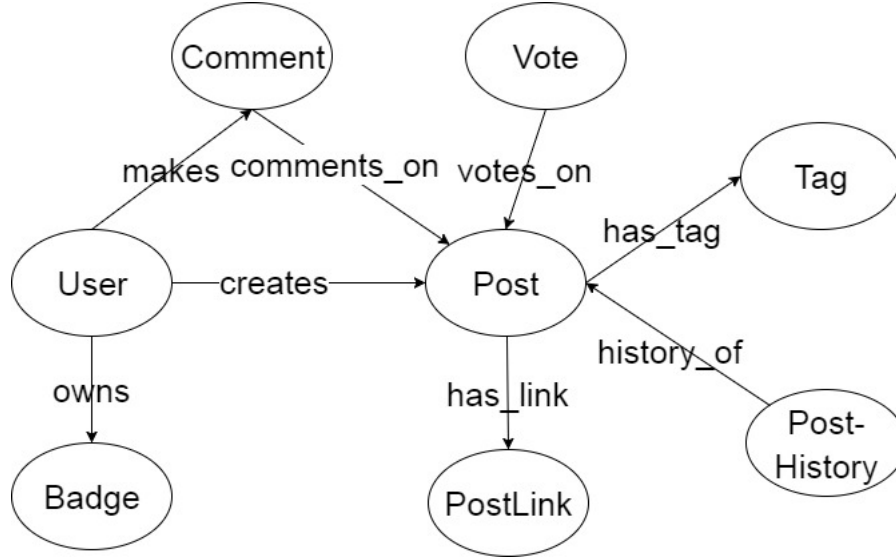 Comment
Vote
makes
comments_on
votes_on
Tag
has_tag
User
creates
Post
history_of
owns
has_link
Post-
History
Badge
PostLink